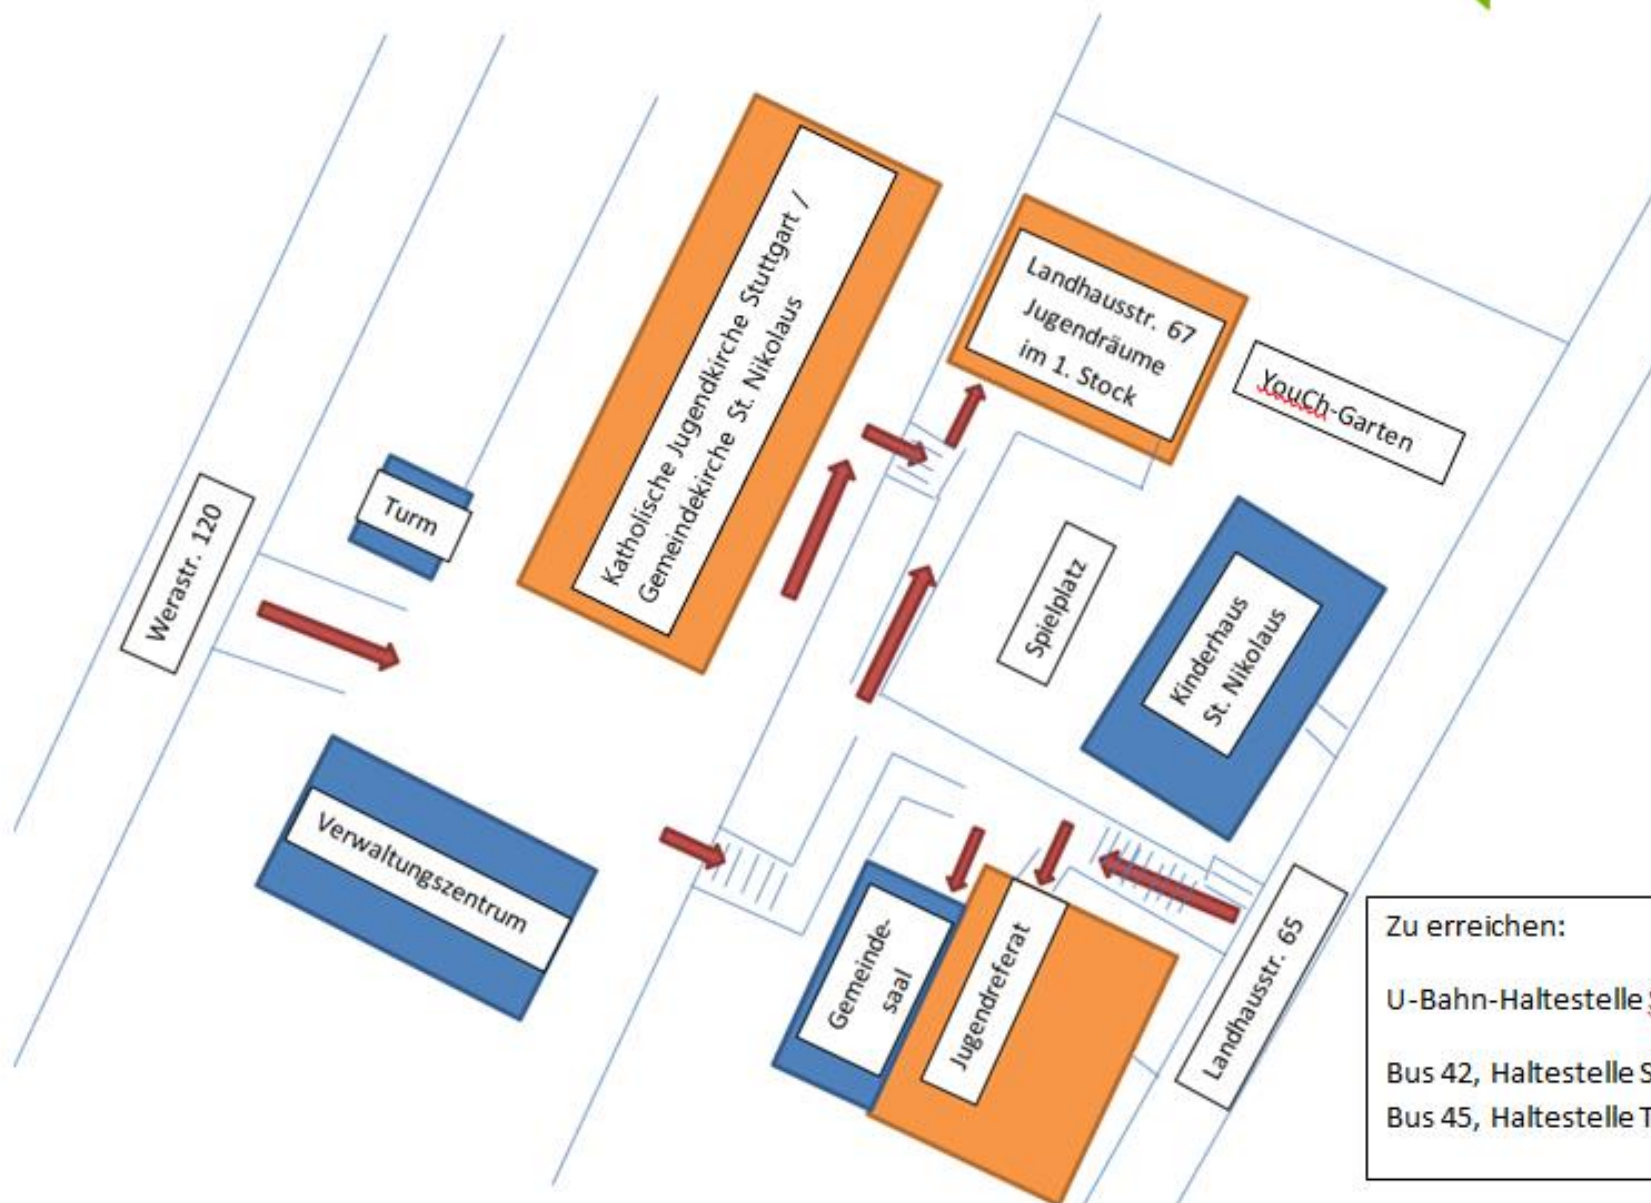 Katholische Jugendkirche Stuttgart /
Gemeindekirche St. Nikolaus
Landhausstr. 67
Jugendräume
im 1. Stock
YouCh-Garten
Turm
Werastr. 120
Spielplatz
Kinderhaus
St. Nikolaus
Verwaltungszentrum
Gemeinde-
saal
Jugendreferat
Landhausstr. 65
Zu erreichen:
U-Bahn-Haltestelle
Bus 42, Haltestelle
Bus 45, Haltestelle